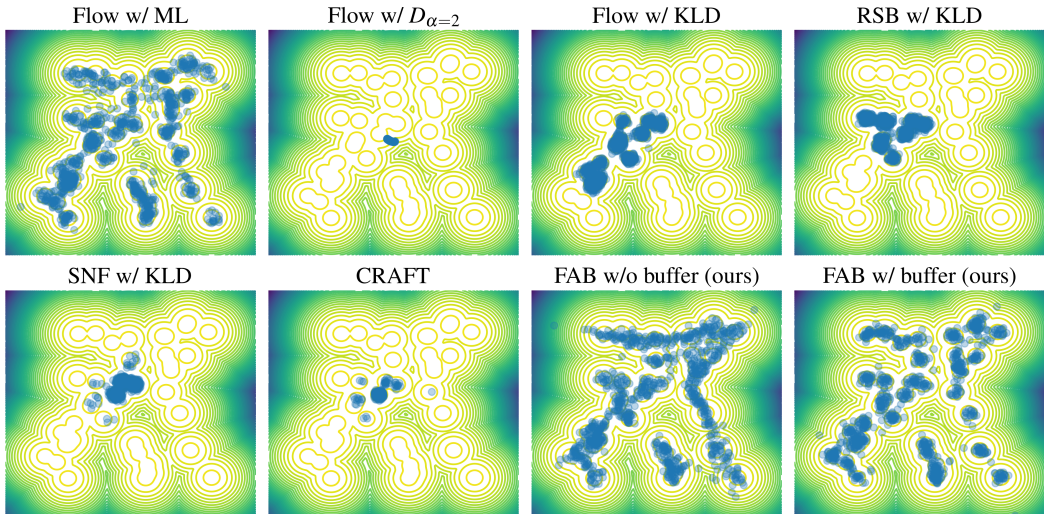 Flow w/ ML
Flow w/ D_{α=2}
Flow w/ KLD
RSB w/ KLD
SNF w/ KLD
CRAFT
FAB w/o buffer (ours)
FAB w/ buffer (ours)